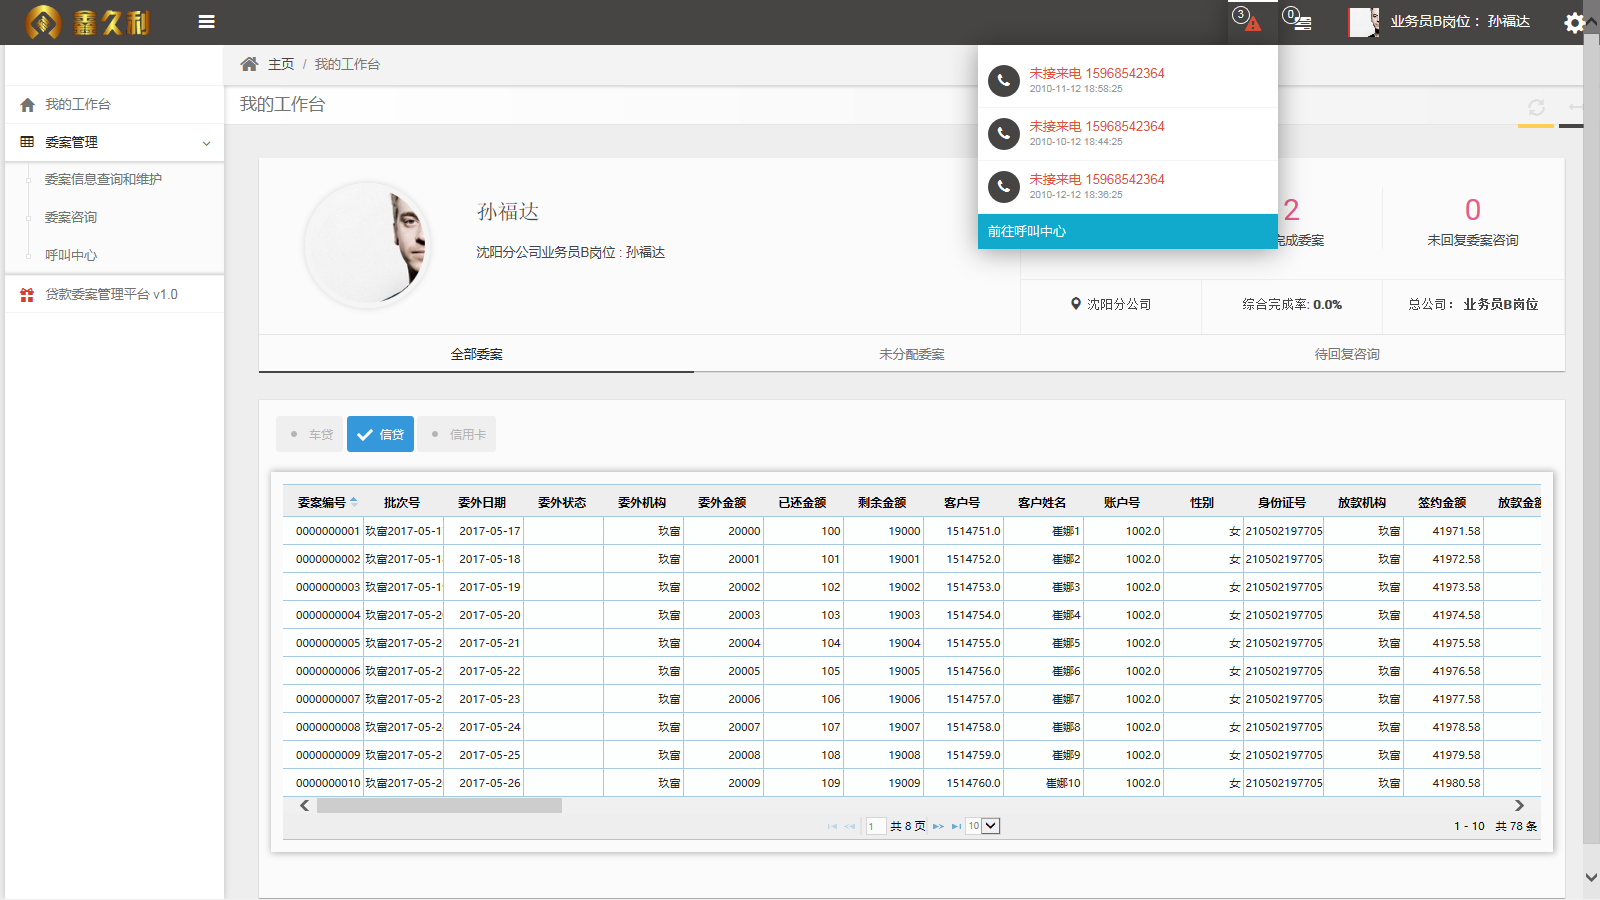 鑫久利
3
0
业务员B岗位 : 孙福达
主页 / 我的工作台
我的工作台
我的工作台
委案管理
委案信息查询和维护
委案咨询
呼叫中心
贷款委案管理平台 v1.0
未接来电 15968542364
2010-11-12 18:58:25
未接来电 15968542364
2010-10-12 18:44:25
未接来电 15968542364
2010-12-12 18:36:25
前往呼叫中心
孙福达
沈阳分公司业务员B岗位 : 孙福达
2
完成委案
0
未回复委案咨询
沈阳分公司
综合完成率: 0.0%
总公司 : 业务员B岗位
全部委案 未分配委案 待回复咨询
车贷 信贷 信用卡
委案编号 批次号 委外日期 委外状态 委外机构 委外金额 已还金额 剩余金额 客户号 客户姓名 账户号 性别 身份证号 放款机构 签约金额 放款金额
0000000001 玖富2017-05-1 2017-05-17 玖富 20000 100 19000 1514751.0 崔娜1 1002.0 女 210502197705 玖富 41971.58
0000000002 玖富2017-05-1 2017-05-18 玖富 20001 101 19001 1514752.0 崔娜2 1002.0 女 210502197705 玖富 41972.58
0000000003 玖富2017-05-1 2017-05-19 玖富 20002 102 19002 1514753.0 崔娜3 1002.0 女 210502197705 玖富 41973.58
0000000004 玖富2017-05-2 2017-05-20 玖富 20003 103 19003 1514754.0 崔娜4 1002.0 女 210502197705 玖富 41974.58
0000000005 玖富2017-05-2 2017-05-21 玖富 20004 104 19004 1514755.0 崔娜5 1002.0 女 210502197705 玖富 41975.58
0000000006 玖富2017-05-2 2017-05-22 玖富 20005 105 19005 1514756.0 崔娜6 1002.0 女 210502197705 玖富 41976.58
0000000007 玖富2017-05-2 2017-05-23 玖富 20006 106 19006 1514757.0 崔娜7 1002.0 女 210502197705 玖富 41977.58
0000000008 玖富2017-05-2 2017-05-24 玖富 20007 107 19007 1514758.0 崔娜8 1002.0 女 210502197705 玖富 41978.58
0000000009 玖富2017-05-2 2017-05-25 玖富 20008 108 19008 1514759.0 崔娜9 1002.0 女 210502197705 玖富 41979.58
0000000010 玖富2017-05-2 2017-05-26 玖富 20009 109 19009 1514760.0 崔娜10 1002.0 女 210502197705 玖富 41980.58
1 共 8 页 10 1 - 10 共 78 条